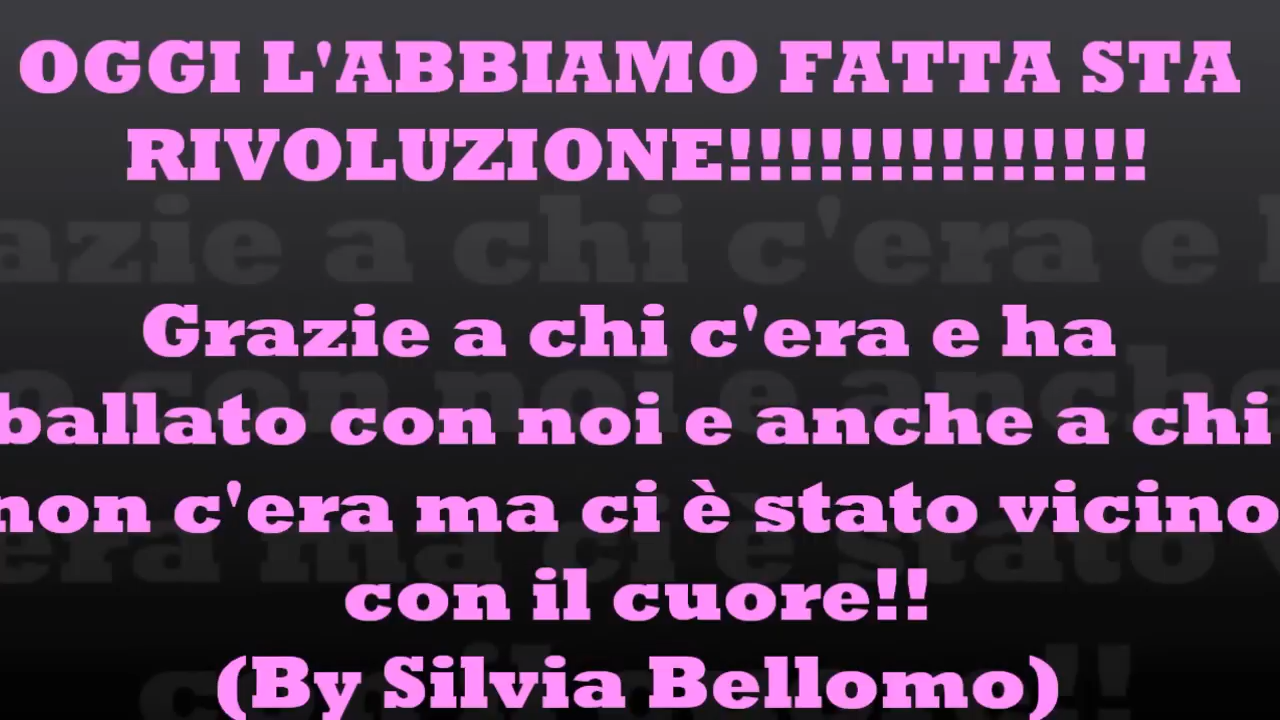 OGGI L'ABBIAMO FATTA STA
RIVOLUZIONE!!!!!!!!!!!!!!
Grazie a chi c'era e ha
ballato con noi e anche a chi
non c'era ma ci è stato vicino
con il cuore!!
(By Silvia Bellomo)